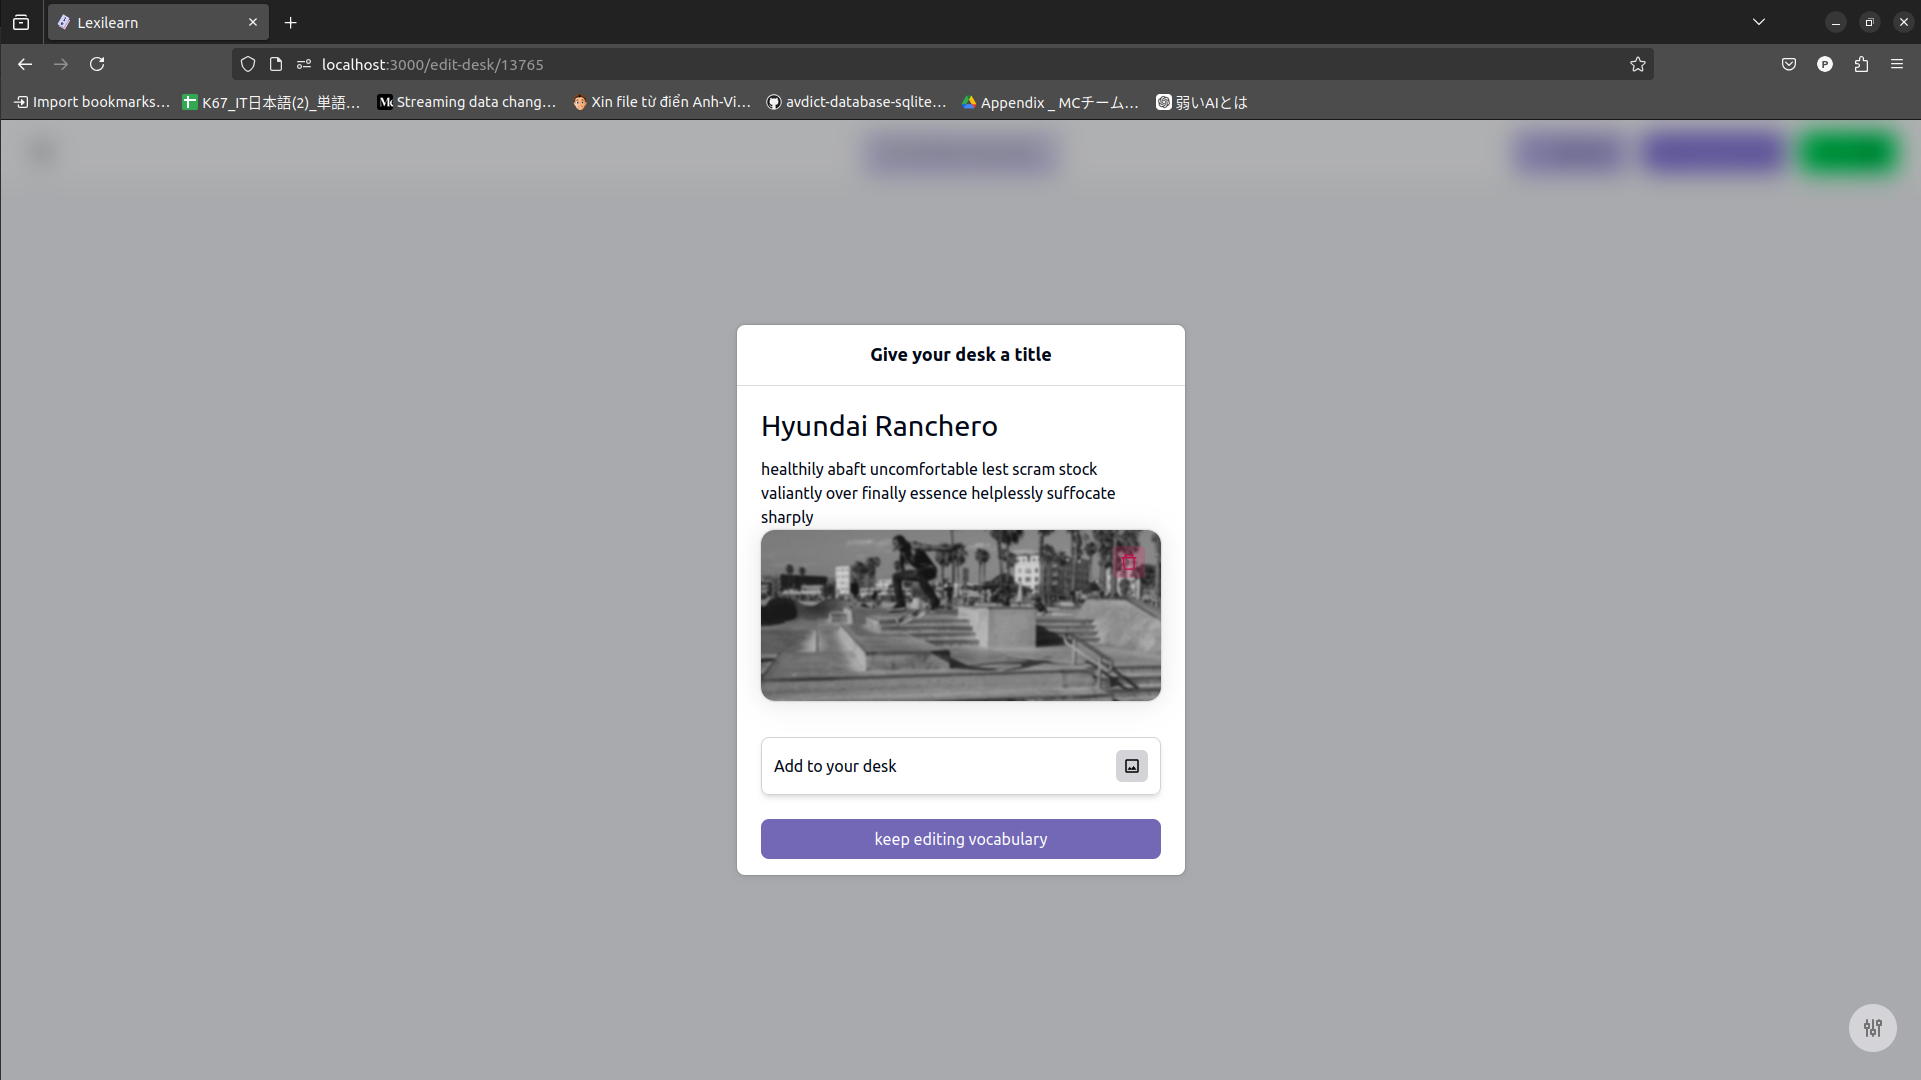 Lexilearn
localhost:3000/edit-desk/13765
P
Import bookmarks...
K67_IT日本語(2)_単語...
Streaming data chang...
Xin file từ điển Anh-Vi...
avdict-database-sqlite...
Appendix _ MCチーム...
弱いAIとは
Give your desk a title
Hyundai Ranchero
healthily abaft uncomfortable lest scram stock
valiantly over finally essence helplessly suffocate
sharply
Add to your desk
keep editing vocabulary